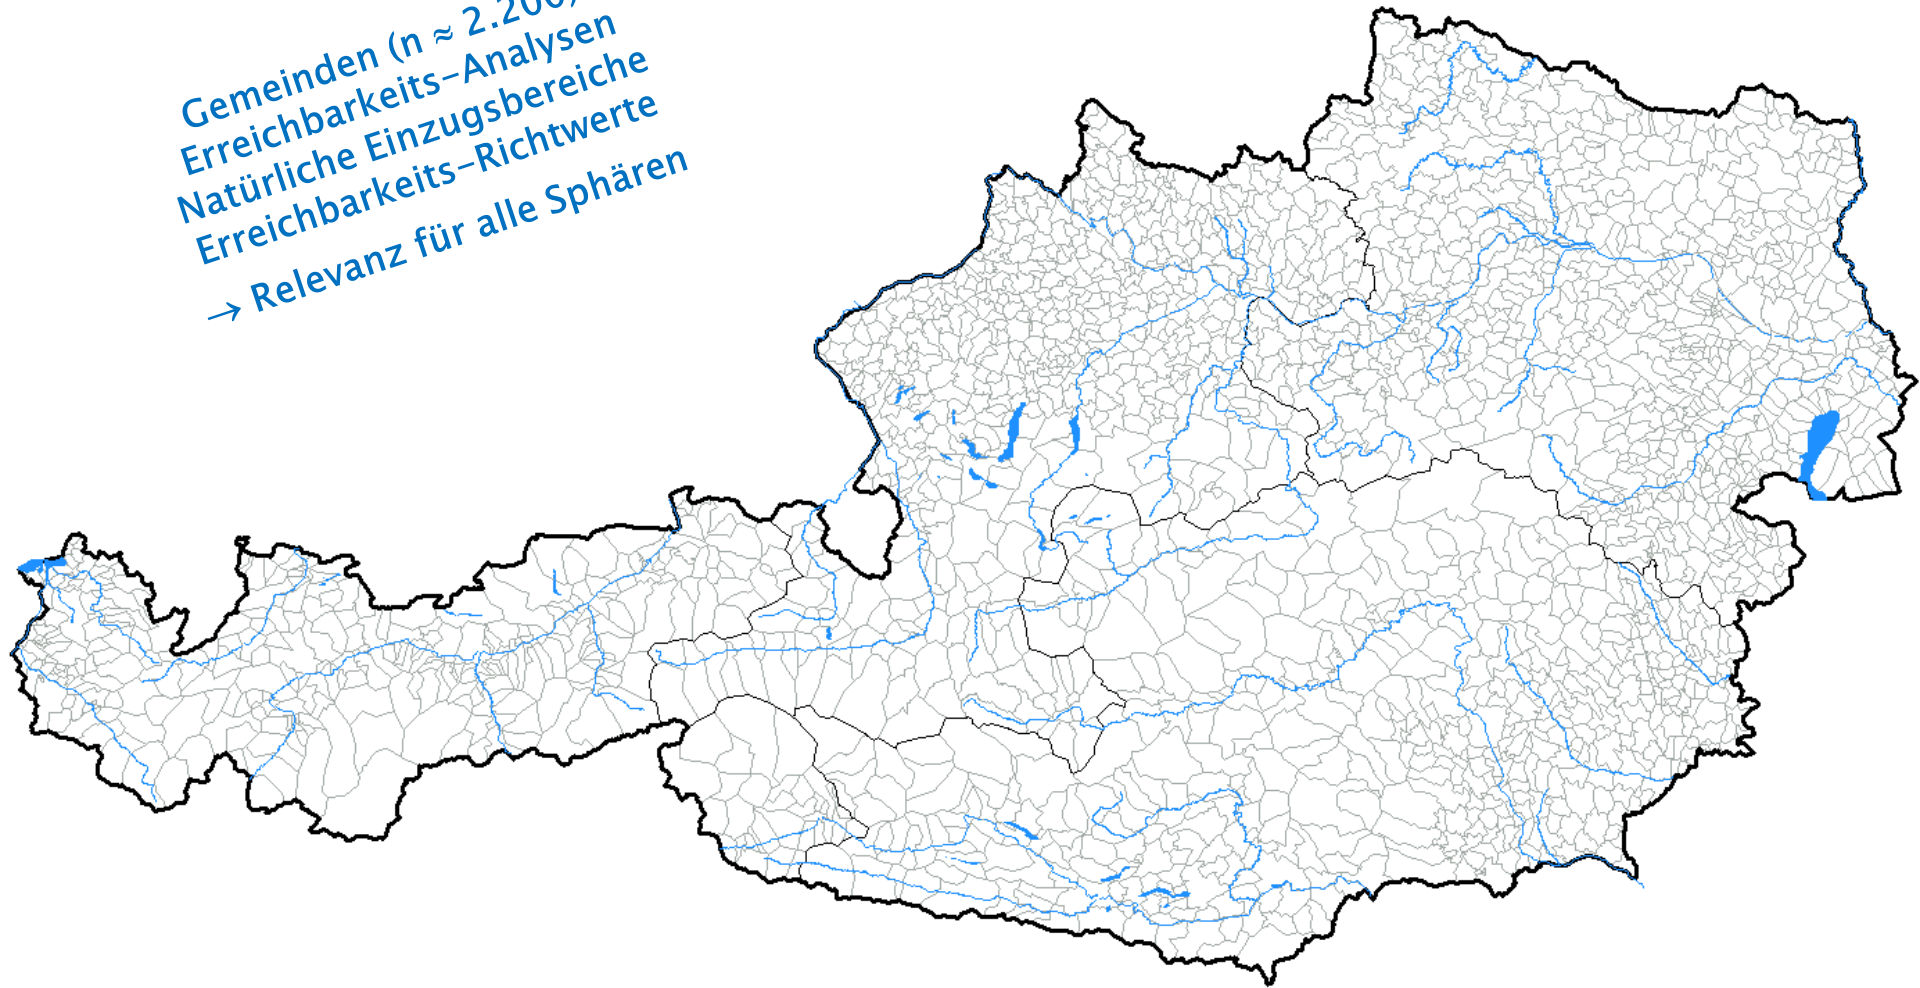 Gemeinden (n ≈ 2.200)
Erreichbarkeits-Analysen
Natürliche Einzugsbereiche
Erreichbarkeits-Richtwerte
→ Relevanz für alle Sphären